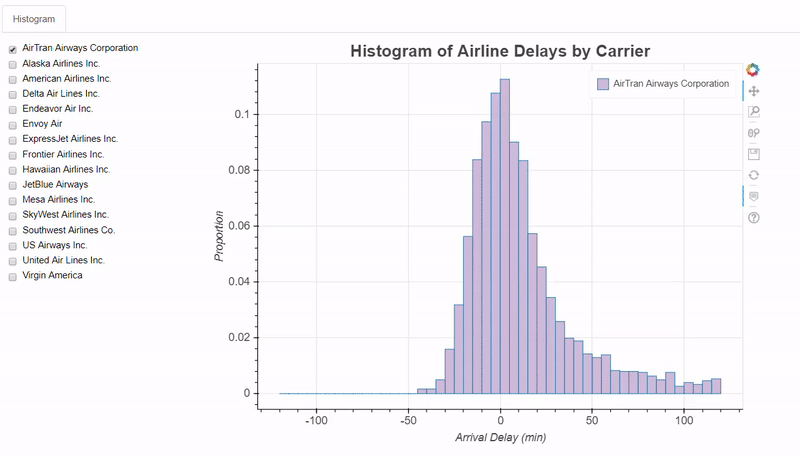 Histogram
AirTran Airways Corporation
Alaska Airlines Inc.
American Airlines Inc.
Delta Air Lines Inc.
Endeavor Air Inc.
Envoy Air
ExpressJet Airlines Inc.
Frontier Airlines Inc.
Hawaiian Airlines Inc.
JetBlue Airways
Mesa Airlines Inc.
SkyWest Airlines Inc.
Southwest Airlines Co.
US Airways Inc.
United Air Lines Inc.
Virgin America
Histogram of Airline Delays by Carrier
AirTran Airways Corporation
Proportion
0.1
0.08
0.06
0.04
0.02
0
-100 -50 0 50 100
Arrival Delay (min)